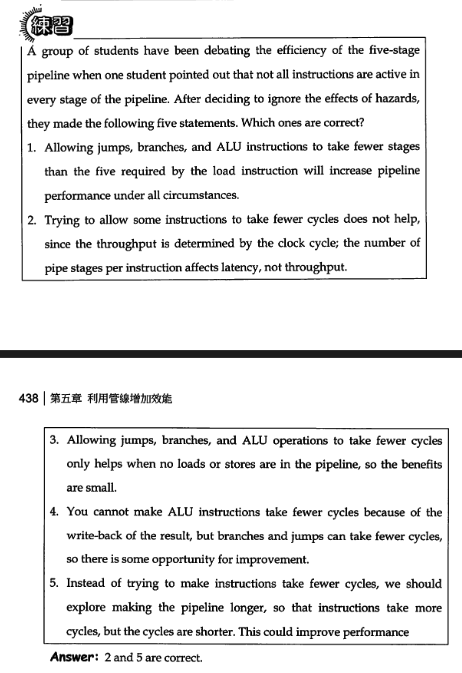 練習
A group of students have been debating the efficiency of the five-stage
pipeline when one student pointed out that not all instructions are active in
every stage of the pipeline. After deciding to ignore the effects of hazards,
they made the following five statements. Which ones are correct?
1. Allowing jumps, branches, and ALU instructions to take fewer stages
than the five required by the load instruction will increase pipeline
performance under all circumstances.
2. Trying to allow some instructions to take fewer cycles does not help,
since the throughput is determined by the clock cycle; the number of
pipe stages per instruction affects latency, not throughput.
438 | 第五章 利用管線增加效能
3. Allowing jumps, branches, and ALU operations to take fewer cycles
only helps when no loads or stores are in the pipeline, so the benefits
are small.
4. You cannot make ALU instructions take fewer cycles because of the
write-back of the result, but branches and jumps can take fewer cycles,
so there is some opportunity for improvement.
5. Instead of trying to make instructions take fewer cycles, we should
explore making the pipeline longer, so that instructions take more
cycles, but the cycles are shorter. This could improve performance
Answer: 2 and 5 are correct.